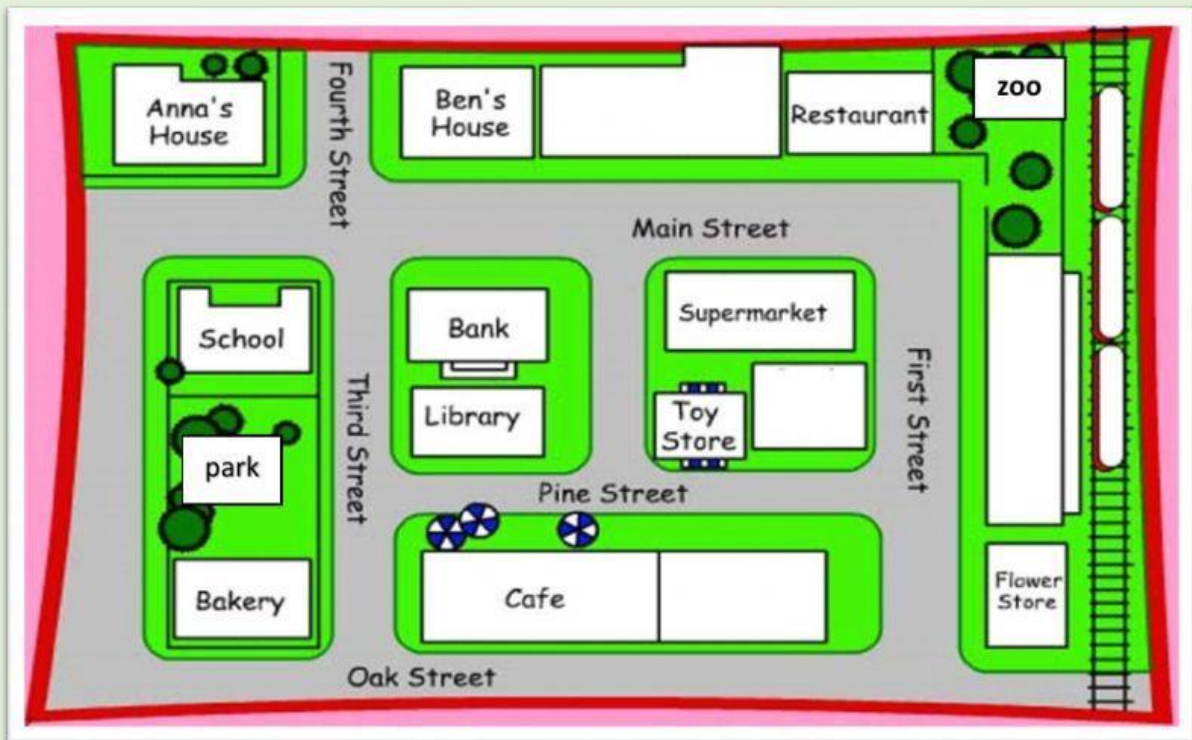 Anna's
House
Fourth Street
Ben's
House
Restaurant
zoo
Main Street
School
Bank
Supermarket
Third Street
Library
Toy
Store
First Street
park
Pine Street
Bakery
Cafe
Flower
Store
Oak Street